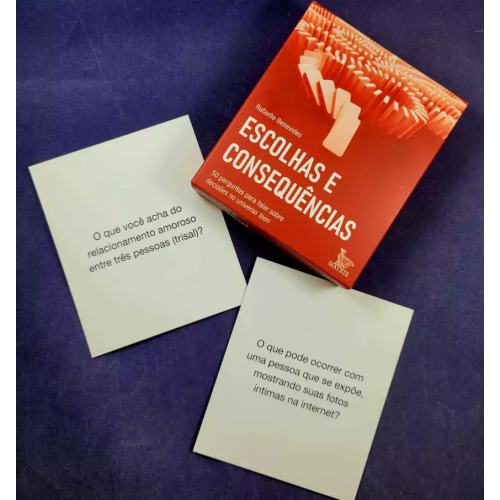 Rafaelle Benevides
ESCOLHAS E
CONSEQUÊNCIAS
50 perguntas para falar sobre
decisões no universo teen
MATRIX
O que você acha do
relacionamento amoroso
entre três pessoas (trisal)?
O que pode ocorrer com
uma pessoa que se expõe,
mostrando suas fotos
íntimas na internet?